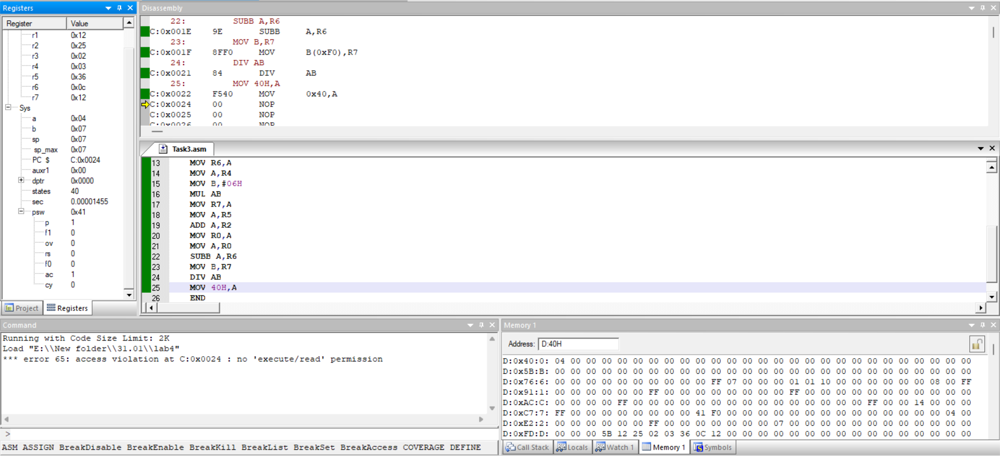 Registers
Register Value
r1 0x12
r2 0x25
r3 0x02
r4 0x03
r5 0x36
r6 0x0c
r7 0x12
Sys
a 0x04
b 0x07
sp 0x07
sp_max 0x07
PC $ C:0x0024
auxr1 0x00
dptr 0x0000
states 40
sec 0.00001455
psw 0x41
p 1
f1 0
ov 0
rs 0
f0 0
ac 1
cy 0
Project Registers
Disassembly
22: SUBB A,R6
C:0x001E 9E SUBB A,R6
23: MOV B,R7
C:0x001F 8FF0 MOV B(0xF0),R7
24: DIV AB
C:0x0021 84 DIV AB
25: MOV 40H,A
C:0x0022 F540 MOV 0x40,A
C:0x0024 00 NOP
C:0x0025 00 NOP
C:0x0026 00 NOP
Task3.asm
13 MOV R6,A
14 MOV A,R4
15 MOV B,#06H
16 MUL AB
17 MOV R7,A
18 MOV A,R5
19 ADD A,R2
20 MOV R0,A
21 MOV A,R0
22 SUBB A,R6
23 MOV B,R7
24 DIV AB
25 MOV 40H,A
26 END
Command
Running with Code Size Limit: 2K
Load "E:\\New folder\\31.01\\lab4"
*** error 65: access violation at C:0x0024 : no 'execute/read' permission
>
ASM ASSIGN BreakDisable BreakEnable BreakKill BreakList BreakSet BreakAccess COVERAGE DEFINE
Memory 1
Address: D:40H
D:0x40:0: 04 00 00 00 00 00 00 00 00 00 00 00 00 00 00 00 00 00 00 00 00 00 00 00 00 00 00
D:0x5B:B: 00 00 00 00 00 00 00 00 00 00 00 00 00 00 00 00 00 00 00 00 00 00 00 00 00 00 00
D:0x76:6: 00 00 00 00 00 00 00 00 00 00 FF 07 00 00 00 01 01 10 00 00 00 00 00 00 08 00 FF
D:0x91:1: 00 00 00 00 00 00 FF 00 00 00 00 00 00 00 00 FF 00 00 00 00 00 00 00 00 00 00 00
D:0xAC:C: 00 00 00 00 FF 00 00 00 00 00 00 00 00 00 00 00 00 00 00 00 FF 00 00 14 00 00 00
D:0xC7:7: FF 00 00 00 00 00 00 00 00 41 F0 00 00 00 00 00 00 00 00 00 00 00 00 00 00 04 00
D:0xE2:2: 00 00 00 00 00 00 FF 00 00 00 00 00 00 00 07 00 00 00 00 00 00 00 00 00 00 00 00
D:0xFD:D: 00 00 00 5B 12 25 02 03 36 0C 12 00 00 00 00 00 00 00 00 00 00 00 00 00 00 00 00
Call Stack Locals Watch 1 Memory 1 Symbols